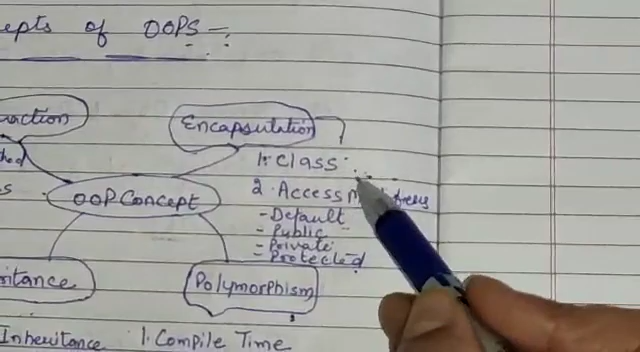 epts of OOPS :
action
Encapsulation
1. Class
2. Access
OOP Concept
- Default
- Public
- Private
- Protected
itance
Polymorphism
Inheritance 1. Compile Time